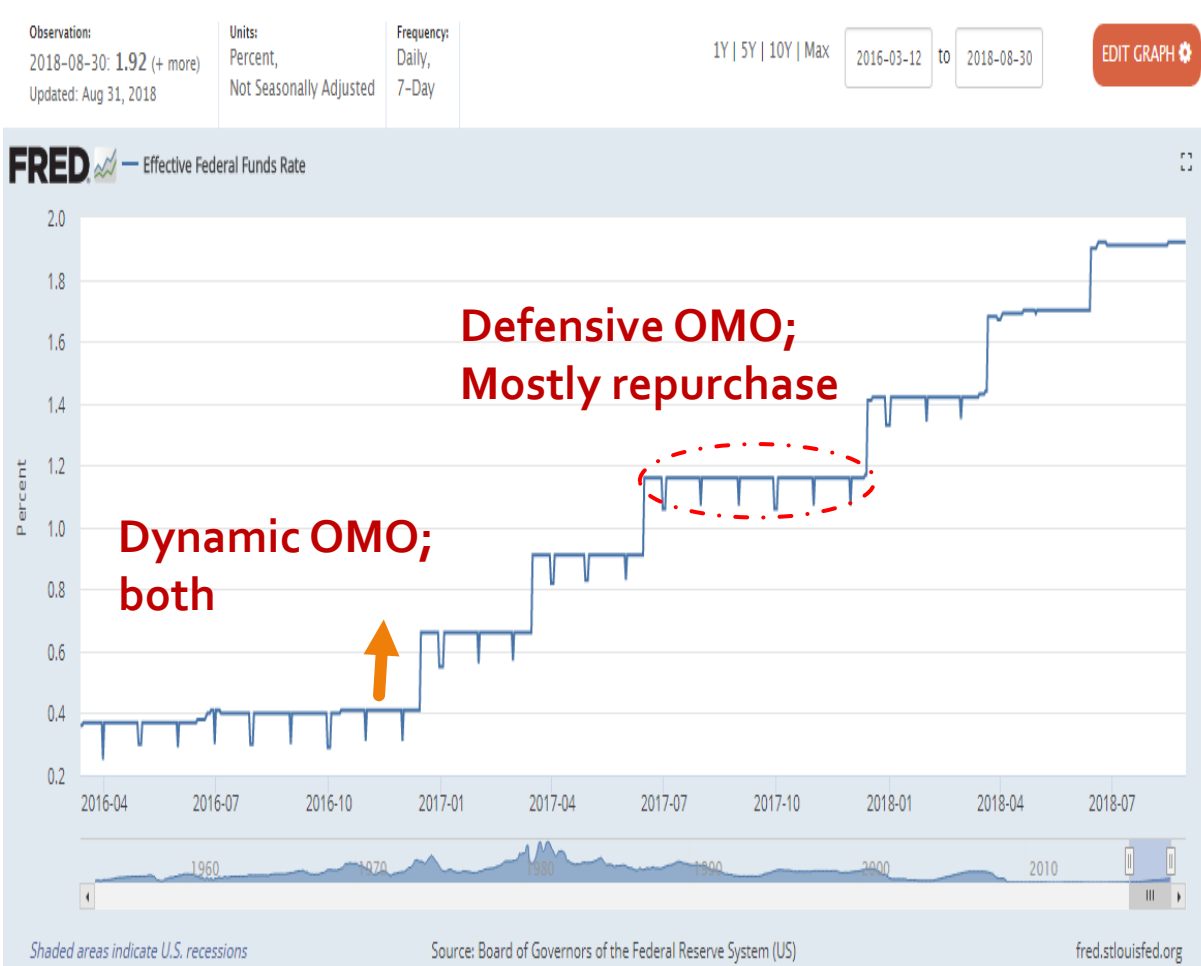 Observation:
2018-08-30: 1.92 (+ more)
Updated: Aug 31, 2018
Units:
Percent,
Not Seasonally Adjusted
Frequency:
Daily,
7-Day
1Y | 5Y | 10Y | Max
2016-03-12 to 2018-08-30
EDIT GRAPH
FRED — Effective Federal Funds Rate
2.0
1.8
1.6
1.4
1.2
1.0
0.8
0.6
0.4
0.2
Percent
Defensive OMO;
Mostly repurchase
Dynamic OMO;
both
2016-04 2016-07 2016-10 2017-01 2017-04 2017-07 2017-10 2018-01 2018-04 2018-07
1960 1970 1980 1990 2000 2010
Shaded areas indicate U.S. recessions
Source: Board of Governors of the Federal Reserve System (US)
fred.stlouisfed.org